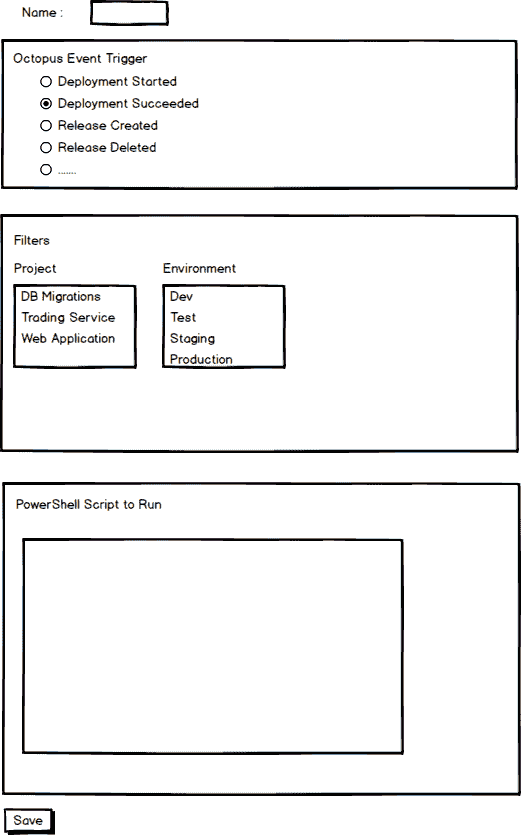 Name :
Octopus Event Trigger
Deployment Started
Deployment Succeeded
Release Created
Release Deleted
.......
Filters
Project Environment
DB Migrations Dev
Trading Service Test
Web Application Staging
Production
PowerShell Script to Run
Save